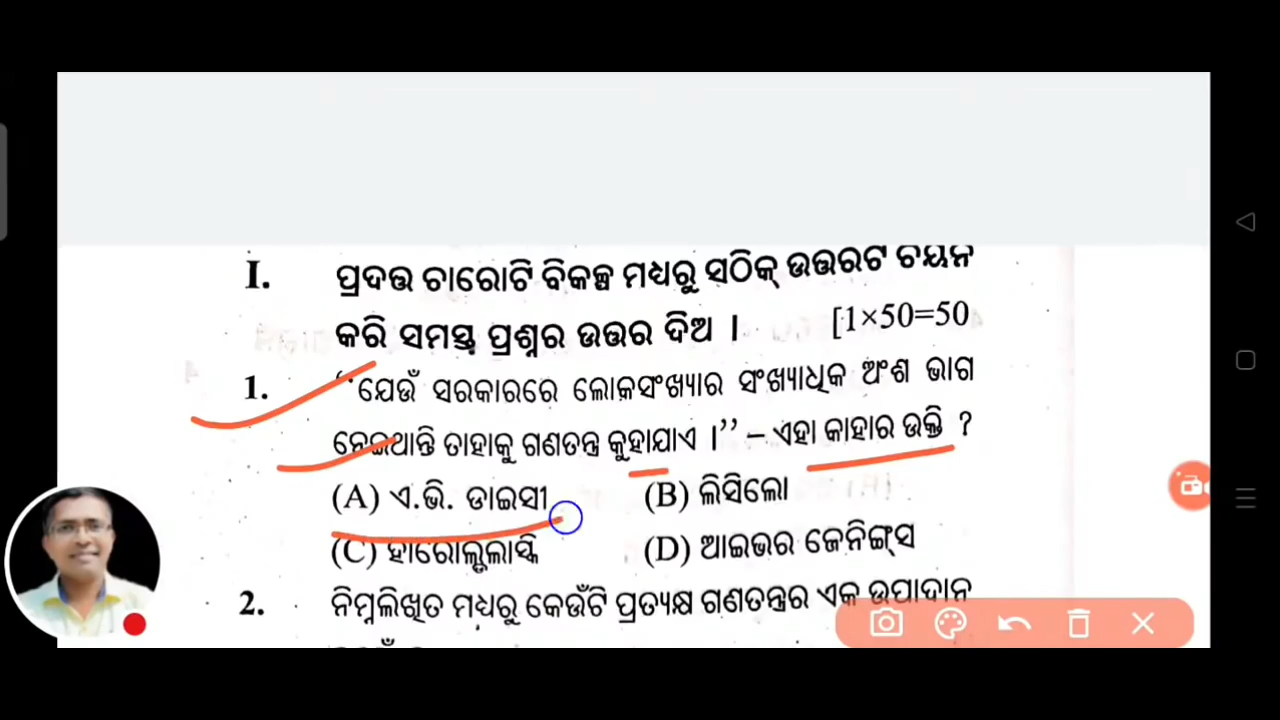 I. ପ୍ରଦତ୍ତ ଚାରୋଟି ବିକଳ୍ପ ମଧ୍ୟରୁ ସଠିକ୍ ଉତ୍ତରଟି ଚୟନ
କରି ସମସ୍ତ ପ୍ରଶ୍ନର ଉତ୍ତର ଦିଅ । [1×50=50
1. ‘‘ଯେଉଁ ସରକାରରେ ଲୋକସଂଖ୍ୟାର ସଂଖ୍ୟାଧିକ ଅଂଶ ଭାଗ
ନେଇଥାନ୍ତି ତାହାକୁ ଗଣତନ୍ତ୍ର କୁହାଯାଏ ।’’ – ଏହା କାହାର ଉକ୍ତି ?
(A) ଏ.ଭି. ଡାଇସୀ (B) ଲିସିଲୋ
(C) ହାରୋଲ୍ଡଲାସ୍କି (D) ଆଇଭର ଜେନିଙ୍ଗ୍ସ
2. ନିମ୍ନଲିଖିତ ମଧ୍ୟରୁ କେଉଁଟି ପ୍ରତ୍ୟକ୍ଷ ଗଣତନ୍ତ୍ରର ଏକ ଉପାଦାନ